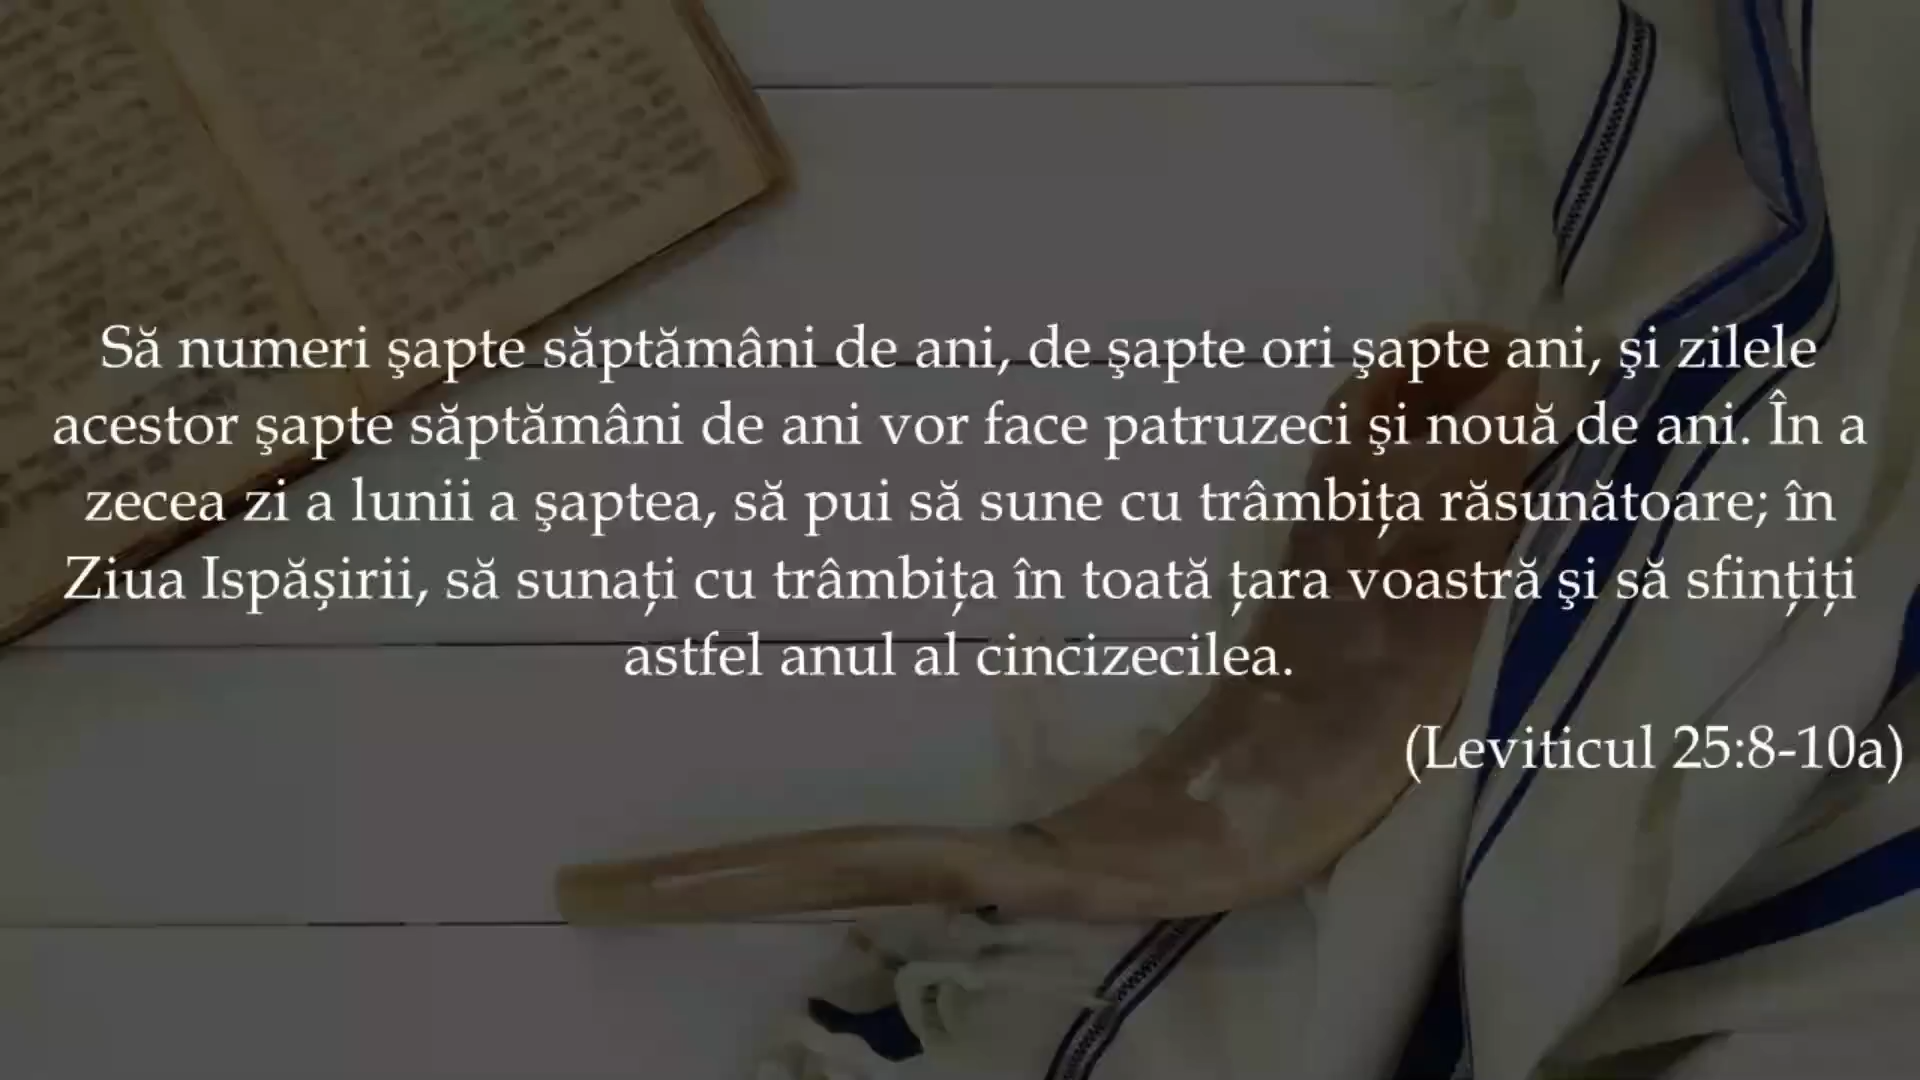 Să numeri şapte săptămâni de ani, de şapte ori şapte ani, şi zilele
acestor şapte săptămâni de ani vor face patruzeci şi nouă de ani. În a
zecea zi a lunii a şaptea, să pui să sune cu trâmbița răsunătoare; în
Ziua Ispășirii, să sunați cu trâmbița în toată țara voastră şi să sfințiți
astfel anul al cincizecilea.
(Leviticul 25:8-10a)